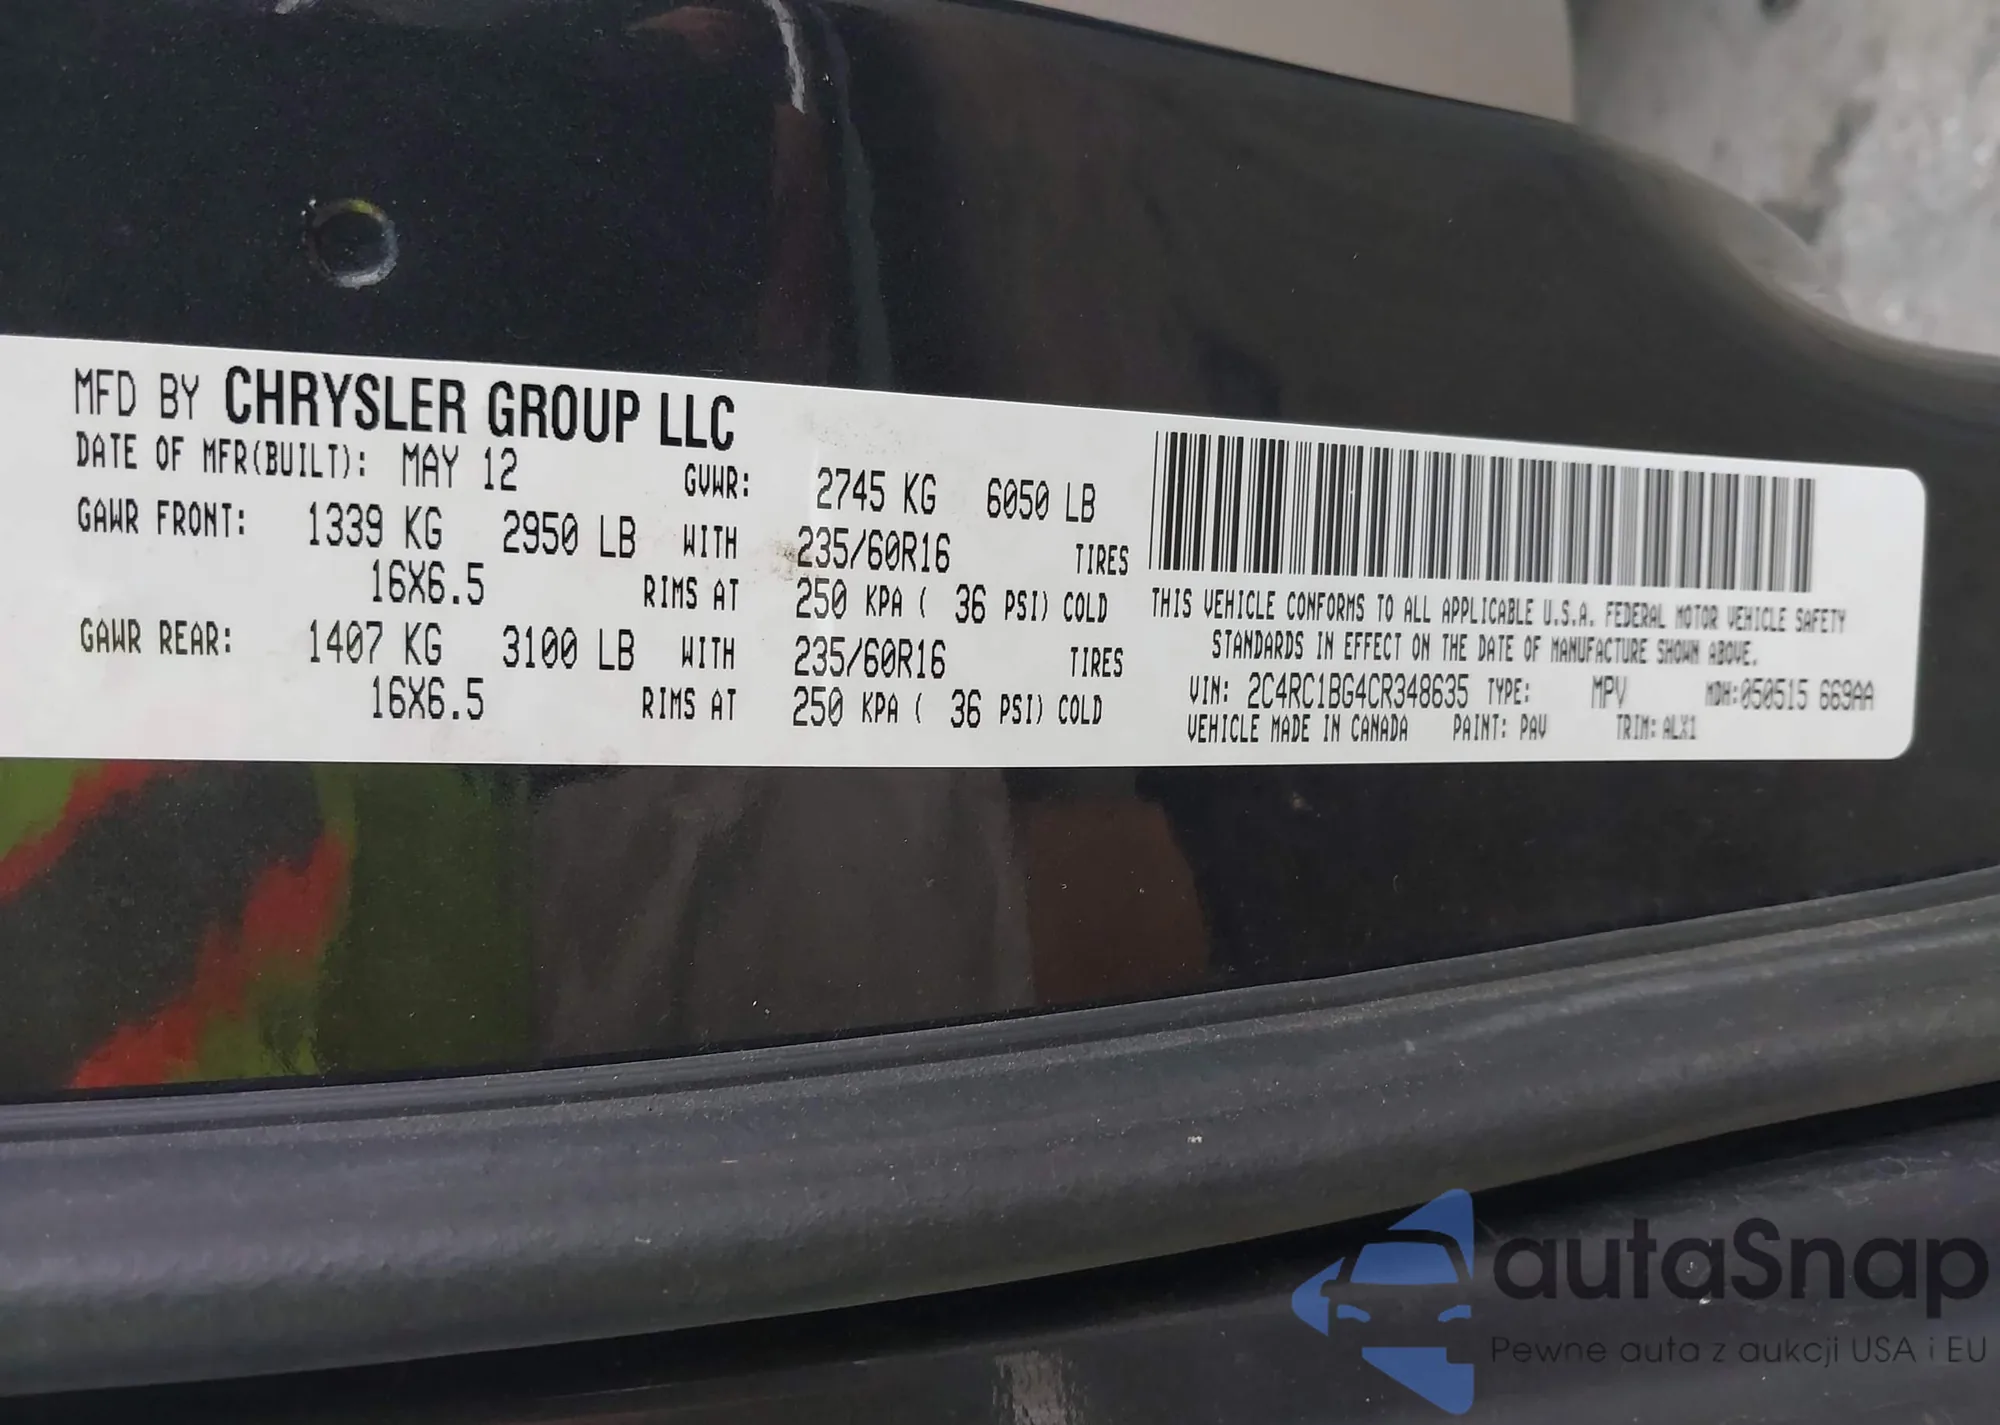 MFD BY CHRYSLER GROUP LLC
DATE OF MFR(BUILT): MAY 12 GVWR: 2745 KG 6050 LB
GAWR FRONT: 1339 KG 2950 LB WITH 235/60R16 TIRES
16X6.5 RIMS AT 250 KPA ( 36 PSI) COLD
GAWR REAR: 1407 KG 3100 LB WITH 235/60R16 TIRES
16X6.5 RIMS AT 250 KPA ( 36 PSI) COLD
THIS VEHICLE CONFORMS TO ALL APPLICABLE U.S.A. FEDERAL MOTOR VEHICLE SAFETY
STANDARDS IN EFFECT ON THE DATE OF MANUFACTURE SHOWN ABOVE.
VIN: 2C4RC1BG4CR348635 TYPE: MPV MDH:050515 669AA
VEHICLE MADE IN CANADA PAINT: PAV TRIM: ALX1
autaSnap
Pewne auta z aukcji USA i EU